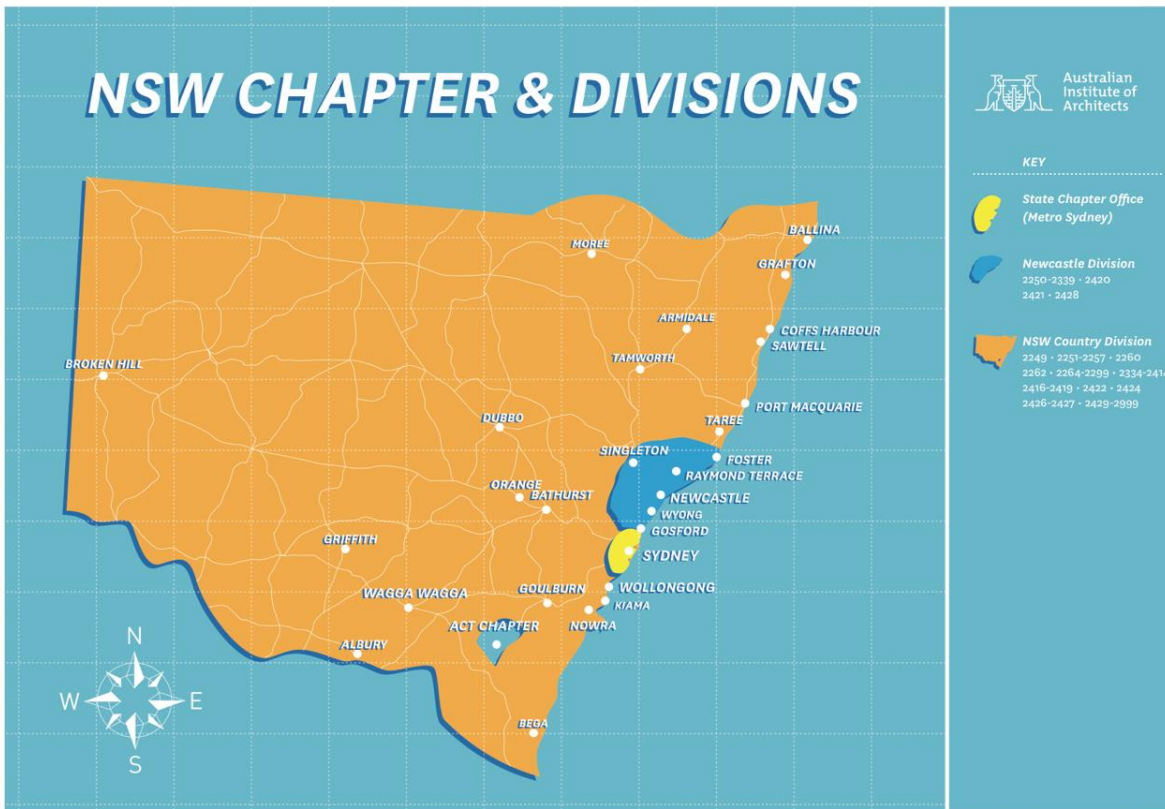 NSW CHAPTER & DIVISIONS
BALLINA
MOREE
GRAFTON
ARMIDALE
COFFS HARBOUR
SAWTELL
TAMWORTH
BROKEN HILL
PORT MACQUARIE
DUBBO
TAREE
SINGLETON
FOSTER
RAYMOND TERRACE
ORANGE
BATHURST
NEWCASTLE
WYONG
GOSFORD
GRIFFITH
SYDNEY
WAGGA WAGGA
GOULBURN
WOLLONGONG
KIAMA
ACT CHAPTER
NOWRA
ALBURY
BEGA
N
W
E
S
Australian
Institute of
Architects
KEY
State Chapter Office
(Metro Sydney)
Newcastle Division
2250-2339 · 2420
2421 · 2428
NSW Country Division
2249 · 2251-2257 · 2260
2262 · 2264-2299 · 2334-2414
2416-2419 · 2422 · 2424
2426-2427 · 2429-2999